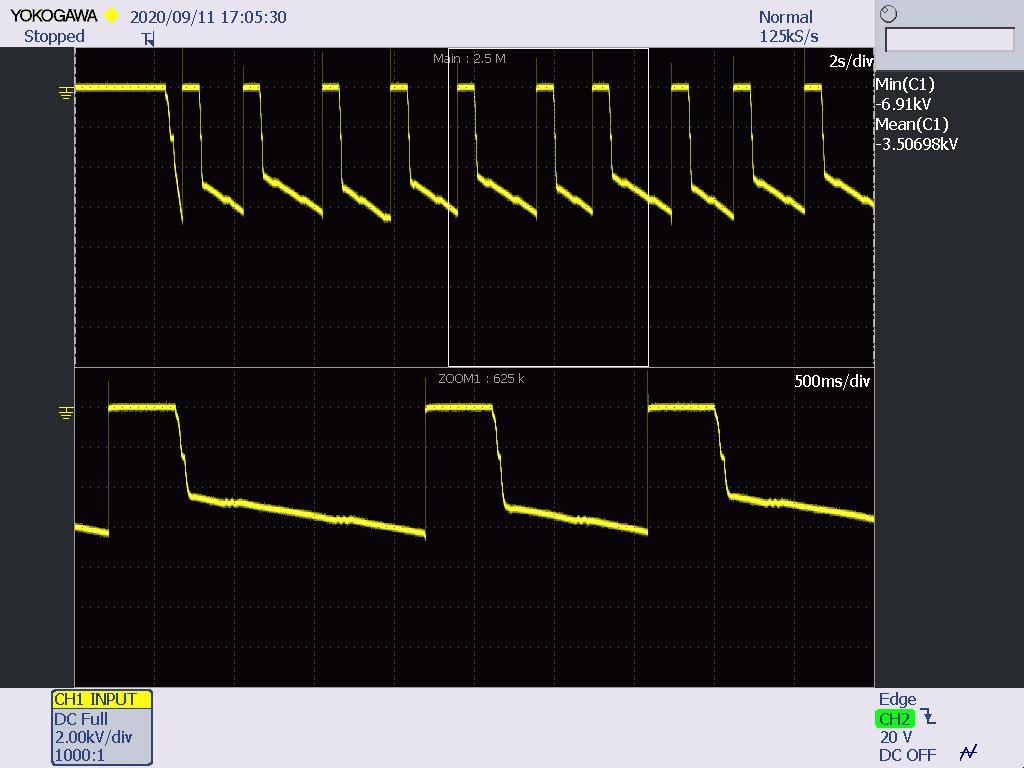 YOKOGAWA 2020/09/11 17:05:30
Stopped
T
Normal
125kS/s
Main : 2.5 M
2s/div
Min(C1)
-6.91kV
Mean(C1)
-3.50698kV
ZOOM1 : 625 k
500ms/div
CH1 INPUT
DC Full
2.00kV/div
1000:1
Edge
CH2
20 V
DC OFF